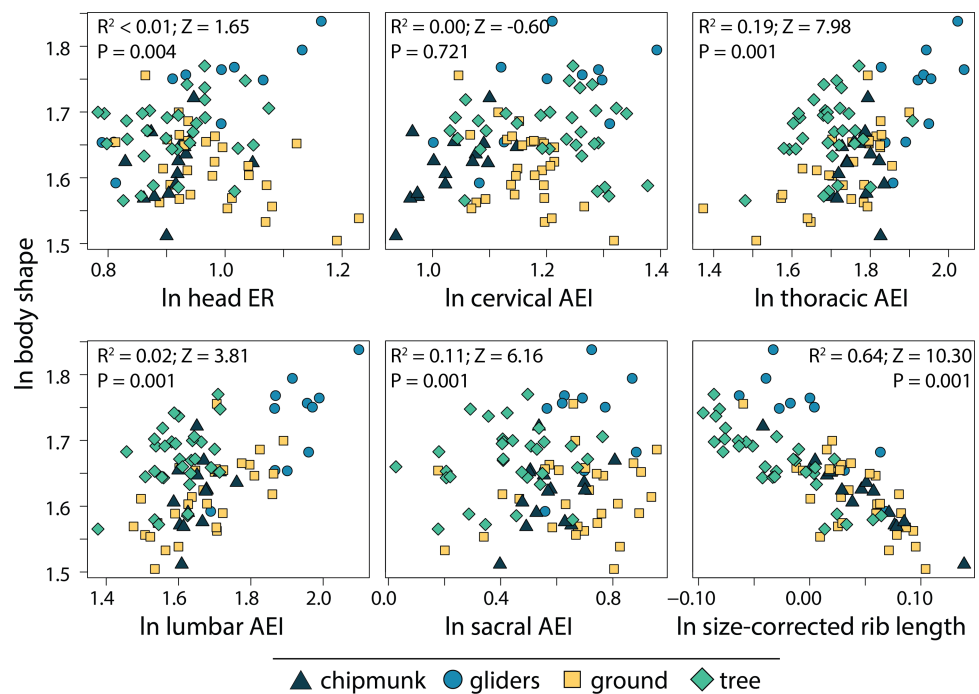 ln body shape
R² < 0.01; Z = 1.65
P = 0.004
1.8
1.7
1.6
1.5
0.8 1.0 1.2
ln head ER
R² = 0.00; Z = -0.60
P = 0.721
1.0 1.2 1.4
ln cervical AEI
R² = 0.19; Z = 7.98
P = 0.001
1.4 1.6 1.8 2.0
ln thoracic AEI
R² = 0.02; Z = 3.81
P = 0.001
1.8
1.7
1.6
1.5
1.4 1.6 1.8 2.0
ln lumbar AEI
R² = 0.11; Z = 6.16
P = 0.001
0.0 0.4 0.8
ln sacral AEI
R² = 0.64; Z = 10.30
P = 0.001
−0.10 0.00 0.10
ln size-corrected rib length
chipmunk gliders ground tree